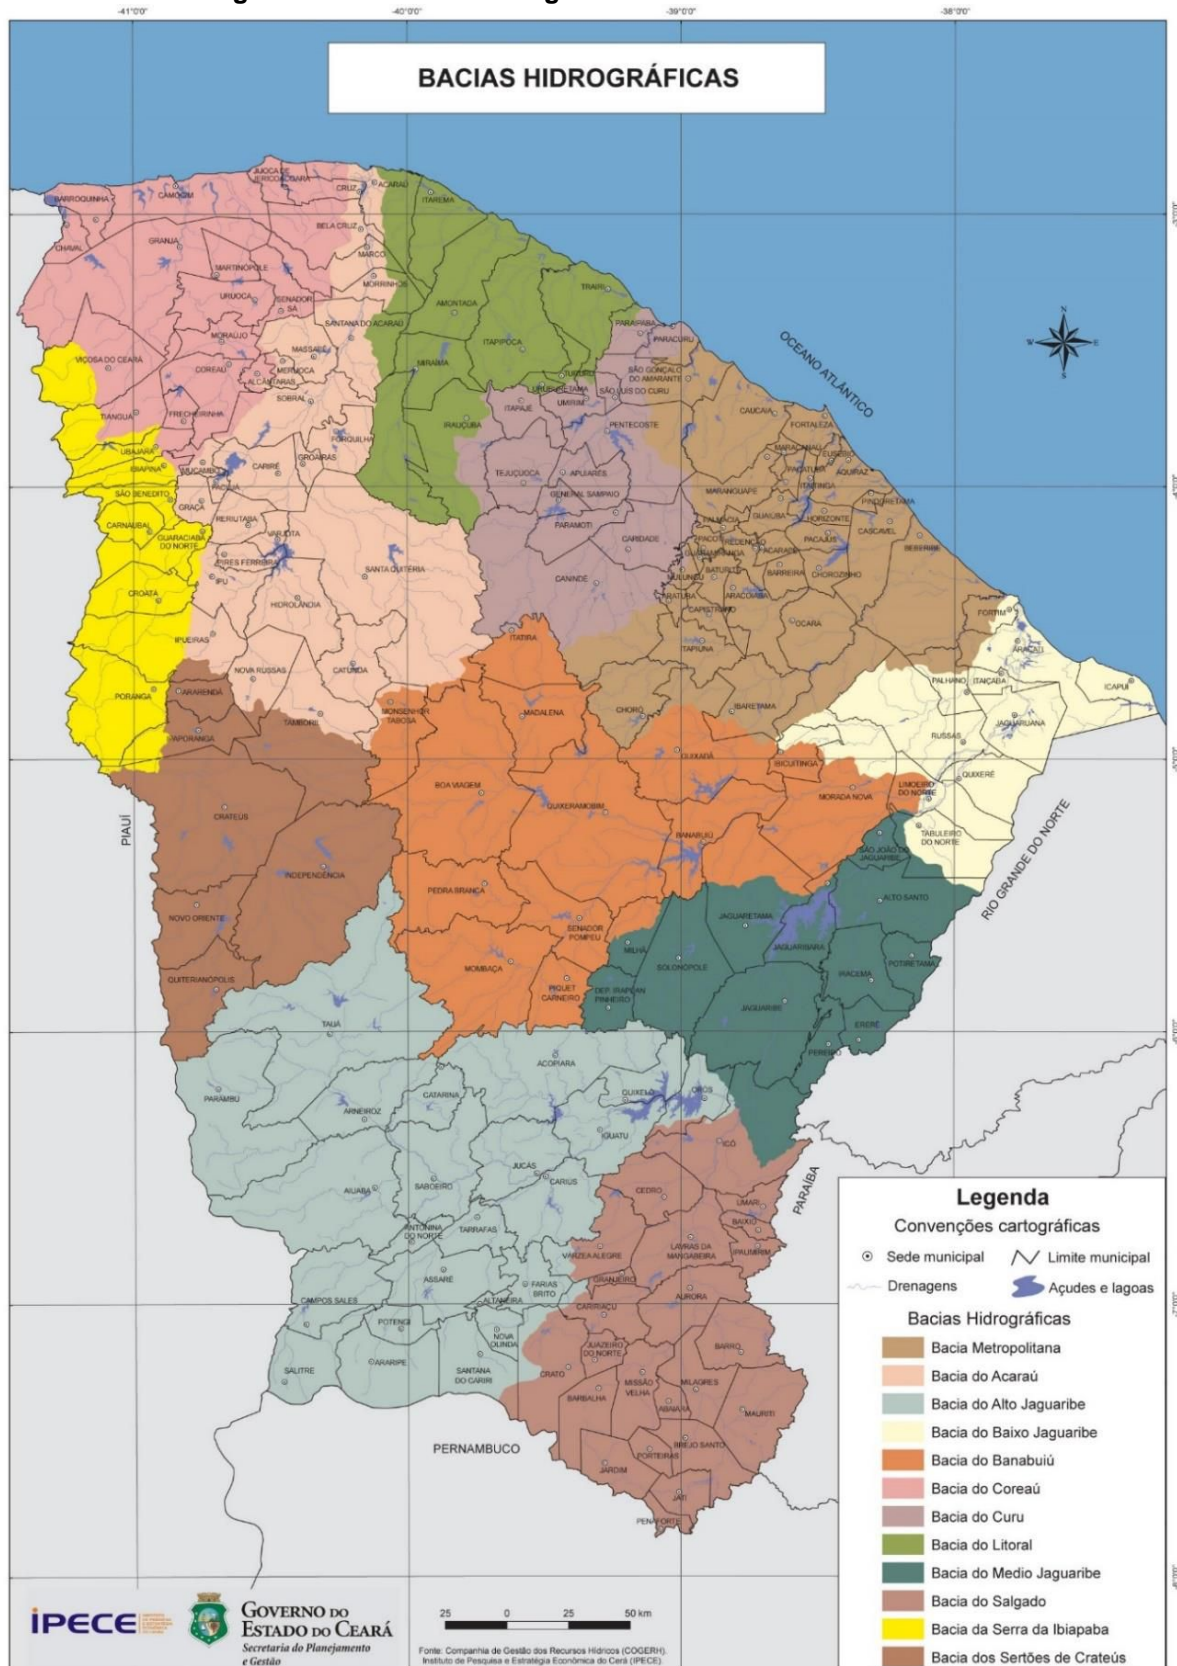 -41°0'0"
-40°0'0"
-39°0'0"
-38°0'0"
BACIAS HIDROGRÁFICAS
JIJOCA DE
JERICOACOARA
CRUZ
ACARAÚ
BARROQUINHA
CAMOCIM
ITAREMA
BELA CRUZ
CHAVAL
GRANJA
MARCO
MARTINÓPOLE
MORRINHOS
URUOCA
SENADOR
SÁ
AMONTADA
TRAIRI
SANTANA DO ACARAÚ
MORAÚJO
PARAIPABA
PARACURU
OCEANO ATLÂNTICO
MASSAPÊ
ITAPIPOCA
VIÇOSA DO CEARÁ
MERUOCA
MIRAÍMA
TURURU
SÃO GONÇALO
DO AMARANTE
COREAÚ
ALCÂNTARAS
SOBRAL
URUBURETAMA
UMIRIM
SÃO LUÍS DO CURU
ITAPAJÉ
TIANGUÁ
FRECHEIRINHA
IRAUÇUBA
PENTECOSTE
CAUCAIA
FORTALEZA
FORQUILHA
UBAJARA
IBIAPINA
MUCAMBO
CARIRÉ
GROAÍRAS
PACUJÁ
TEJUÇUOCA
APUIARÉS
MARACANAÚ
EUSÉBIO
PACATUBA
AQUIRAZ
ITAITINGA
SÃO BENEDITO
GRAÇA
GENERAL SAMPAIO
MARANGUAPE
PINDORETAMA
CARNAUBAL
RERIUTABA
PARAMOTI
GUAIÚBA
HORIZONTE
CASCAVEL
GUARACIABA
DO NORTE
VARJOTA
CARIDADE
PALMÁCIA
PACOTI
REDENÇÃO
PACAJUS
BEBERIBE
PIRES FERREIRA
GUARAMIRANGA
ACARAPE
IPU
SANTA QUITÉRIA
CANINDÉ
MULUNGU
BATURITÉ
BARREIRA
CHOROZINHO
CROATÁ
HIDROLÂNDIA
ARATUBA
ARACOIABA
CAPISTRANO
FORTIM
IPUEIRAS
ITATIRA
OCARA
ARACATI
ITAPIÚNA
NOVA RUSSAS
CATUNDA
PALHANO
ITAIÇABA
ICAPUÍ
PORANGA
ARARENDÁ
CHORÓ
IBARETAMA
TAMBORIL
MONSENHOR
TABOSA
MADALENA
JAGUARUANA
IAPORANGA
RUSSAS
QUIXADÁ
IBICUITINGA
QUIXERÉ
BOA VIAGEM
LIMOEIRO
DO NORTE
MORADA NOVA
CRATEÚS
QUIXERAMOBIM
PIAUÍ
BANABUIÚ
TABULEIRO
DO NORTE
SÃO JOÃO DO
JAGUARIBE
RIO GRANDE DO NORTE
INDEPENDÊNCIA
PEDRA BRANCA
ALTO SANTO
NOVO ORIENTE
SENADOR
POMPEU
JAGUARETAMA
JAGUARIBARA
MILHÃ
SOLONÓPOLE
POTIRETAMA
MOMBAÇA
IRACEMA
QUITERIANÓPOLIS
PIQUET
CARNEIRO
DEP. IRAPUAN
PINHEIRO
JAGUARIBE
TAUÁ
ERERÊ
PEREIRO
ACOPIARA
PARAMBU
CATARINA
QUIXELÔ
ORÓS
ARNEIROZ
IGUATU
ICÓ
JUCÁS
AIUABA
SABOEIRO
CARIÚS
CEDRO
PARAÍBA
UMARI
ANTONINA
DO NORTE
TARRAFAS
BAIXIO
LAVRAS DA
MANGABEIRA
IPAUMIRIM
VÁRZEA ALEGRE
ASSARÉ
GRANJEIRO
FARIAS
BRITO
CAMPOS SALES
ALTANEIRA
AURORA
CARIRIAÇU
POTENGI
NOVA
OLINDA
JUAZEIRO
DO NORTE
BARRO
ARARIPE
SALITRE
SANTANA
DO CARIRI
CRATO
MISSÃO
VELHA
MILAGRES
BARBALHA
ABAIARA
MAURITI
PERNAMBUCO
BREJO SANTO
PORTEIRAS
JARDIM
JATI
PENAFORTE
N
W
E
S
Legenda
Convenções cartográficas
Sede municipal
Limite municipal
Drenagens
Açudes e lagoas
Bacias Hidrográficas
Bacia Metropolitana
Bacia do Acaraú
Bacia do Alto Jaguaribe
Bacia do Baixo Jaguaribe
Bacia do Banabuiú
Bacia do Coreaú
Bacia do Curu
Bacia do Litoral
Bacia do Medio Jaguaribe
Bacia do Salgado
Bacia da Serra da Ibiapaba
Bacia dos Sertões de Crateús
IPECE
GOVERNO DO
ESTADO DO CEARÁ
Secretaria do Planejamento
e Gestão
25 0 25 50 km
Fonte: Companhia de Gestão dos Recursos Hídricos (COGERH).
Instituto de Pesquisa e Estratégia Econômica do Cerá (IPECE).